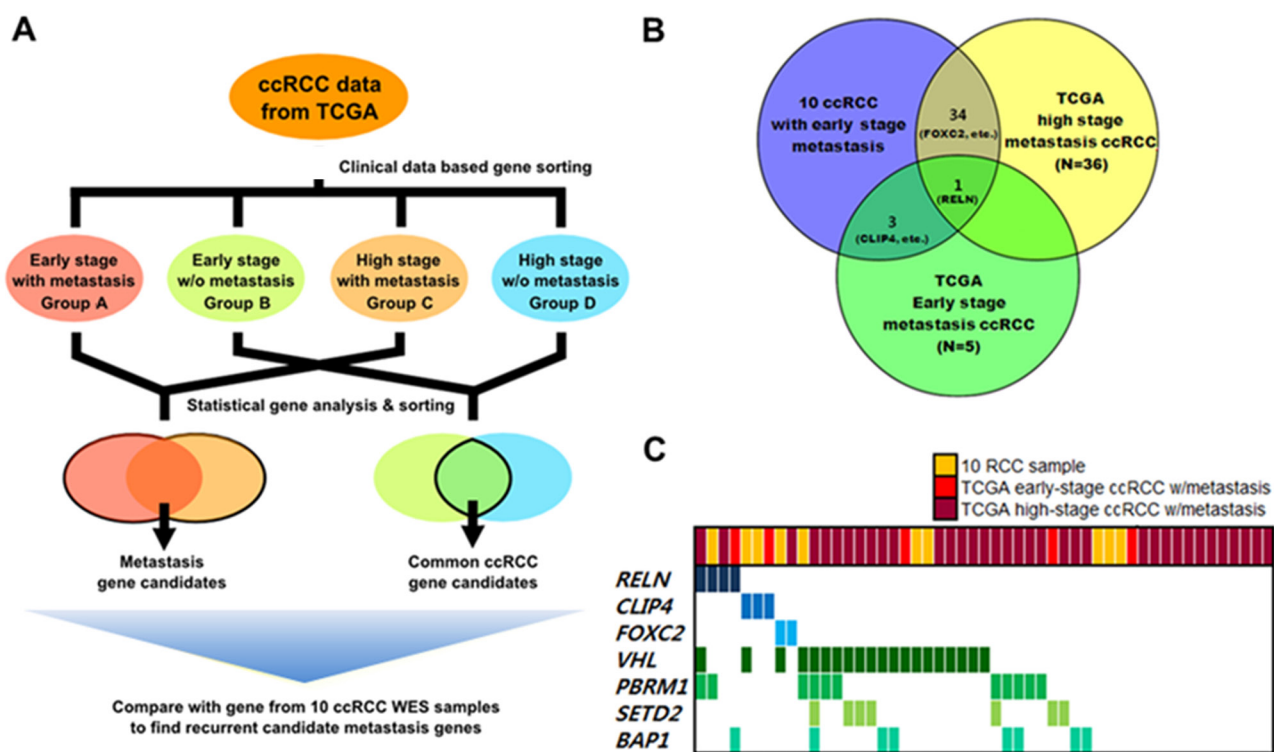 A
ccRCC data
from TCGA
Clinical data based gene sorting
Early stage
with metastasis
Group A
Early stage
w/o metastasis
Group B
High stage
with metastasis
Group C
High stage
w/o metastasis
Group D
Statistical gene analysis & sorting
Metastasis
gene candidates
Common ccRCC
gene candidates
Compare with gene from 10 ccRCC WES samples
to find recurrent candidate metastasis genes
B
10 ccRCC
with early stage
metastasis
34
(FOXC2, etc.)
TCGA
high stage
metastasis ccRCC
(N=36)
1
(RELN)
3
(CLIP4, etc.)
TCGA
Early stage
metastasis ccRCC
(N=5)
C
10 RCC sample
TCGA early-stage ccRCC w/metastasis
TCGA high-stage ccRCC w/metastasis
RELN
CLIP4
FOXC2
VHL
PBRM1
SETD2
BAP1